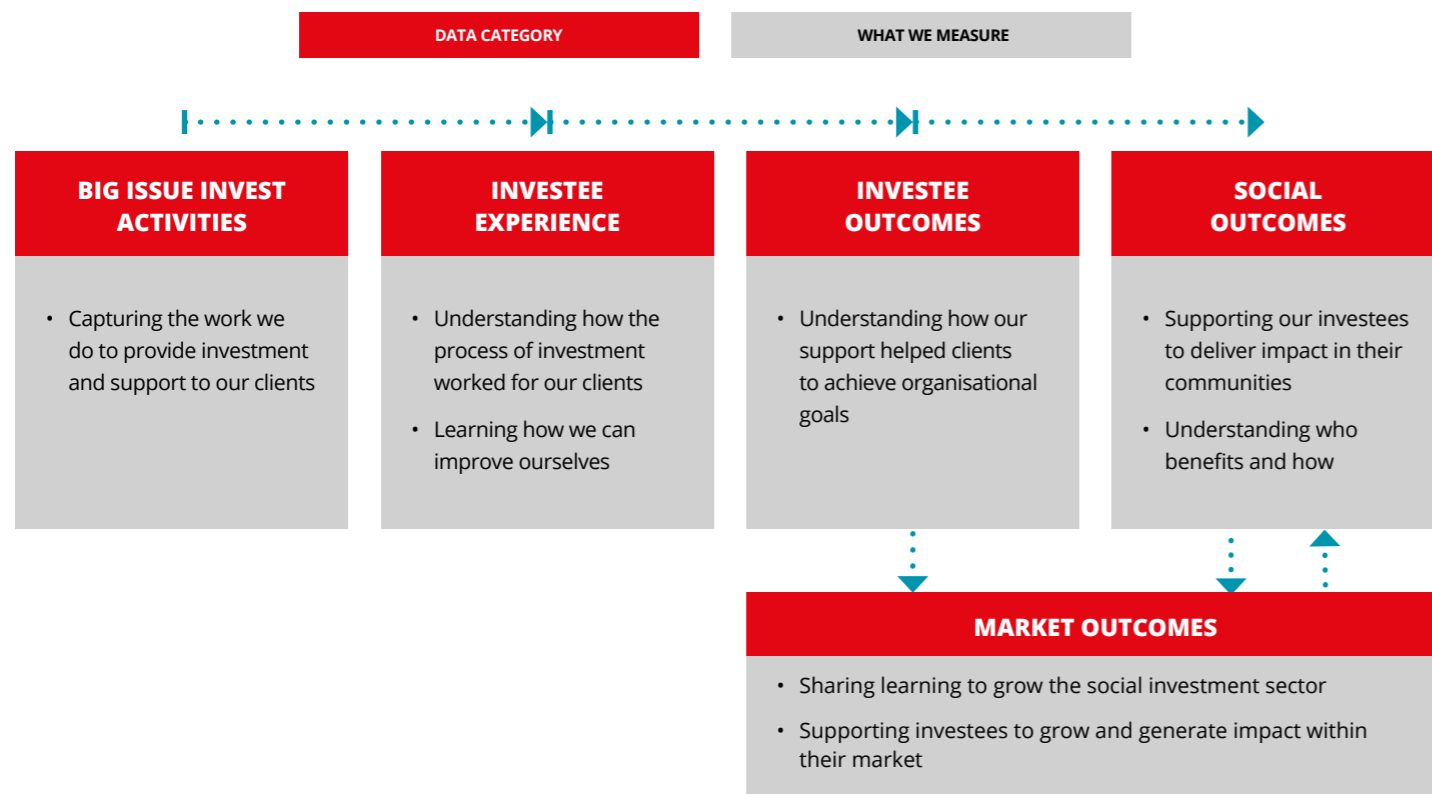 DATA CATEGORY
WHAT WE MEASURE
BIG ISSUE INVEST
ACTIVITIES
• Capturing the work we
do to provide investment
and support to our clients
INVESTEE
EXPERIENCE
• Understanding how the
process of investment
worked for our clients
• Learning how we can
improve ourselves
INVESTEE
OUTCOMES
• Understanding how our
support helped clients
to achieve organisational
goals
SOCIAL
OUTCOMES
• Supporting our investees
to deliver impact in their
communities
• Understanding who
benefits and how
MARKET OUTCOMES
• Sharing learning to grow the social investment sector
• Supporting investees to grow and generate impact within
their market